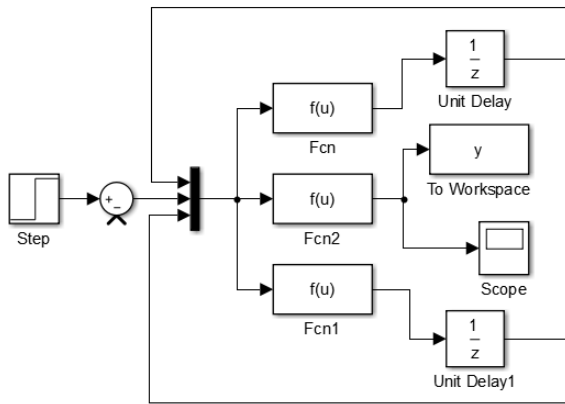 1
z
Unit Delay
f(u)
Fcn
y
To Workspace
Step
+
−
f(u)
Fcn2
Scope
f(u)
Fcn1
1
z
Unit Delay1